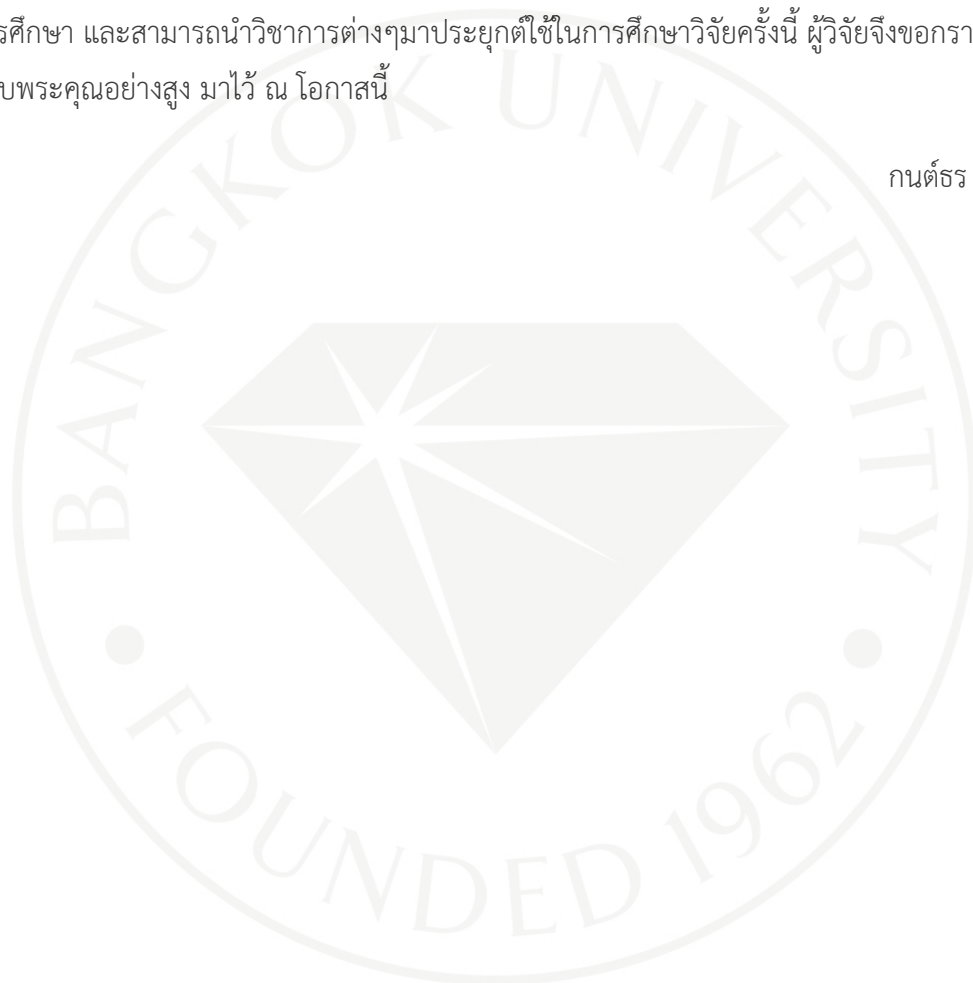 รศึกษา และสามารถนำวิชาการต่างๆมาประยุกต์ใช้ในการศึกษาวิจัยครั้งนี้ ผู้วิจัยจึงขอกรา
บพระคุณอย่างสูง มาไว้ ณ โอกาสนี้
กนต์ธร
BANGKOK UNIVERSITY
FOUNDED 1962